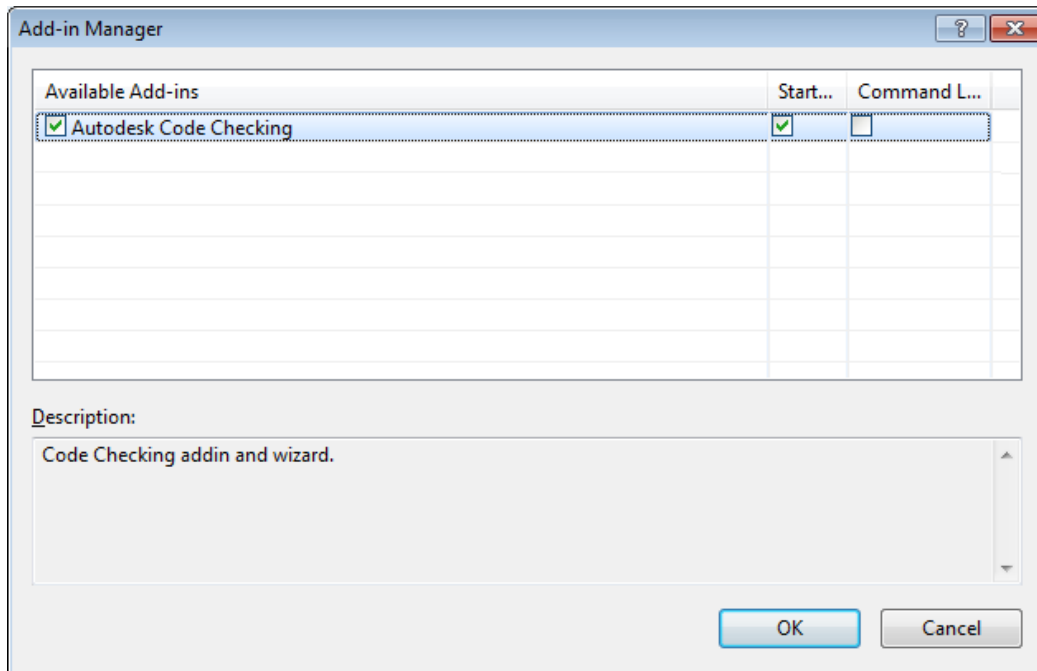 Add-in Manager
Available Add-ins Start... Command L...
Autodesk Code Checking
Description:
Code Checking addin and wizard.
OK Cancel